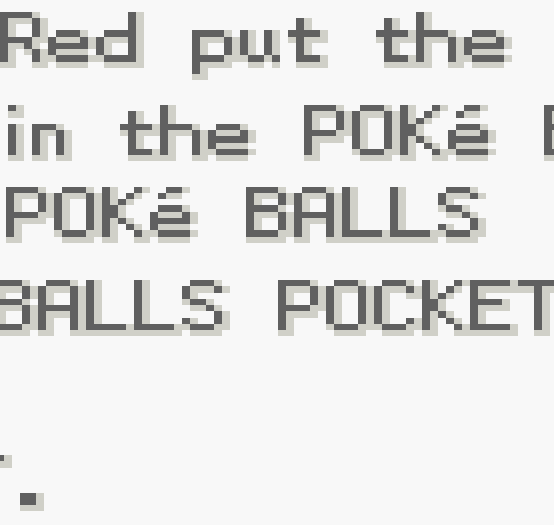 Red put the
in the POKé
POKé BALLS
BALLS POCKET
.